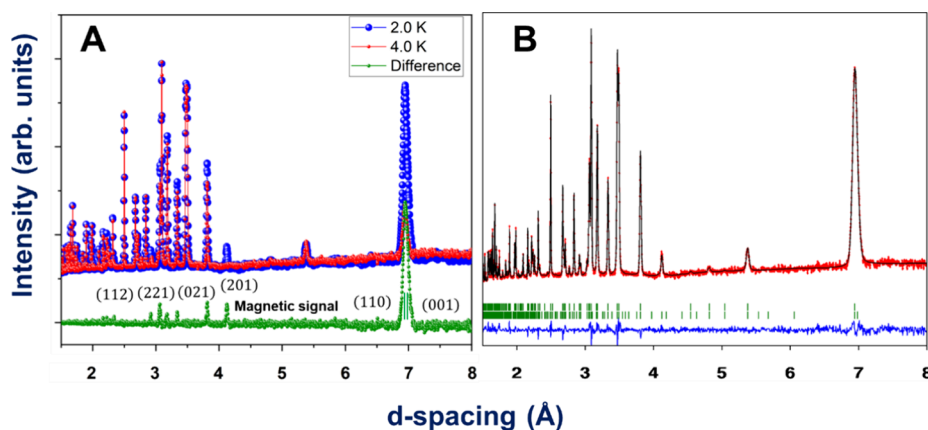 A
2.0 K
4.0 K
Difference
B
Intensity (arb. units)
(112) (221) (021) (201)
Magnetic signal
(110) (001)
2 3 4 5 6 7 8
2 3 4 5 6 7 8
d-spacing (Å)